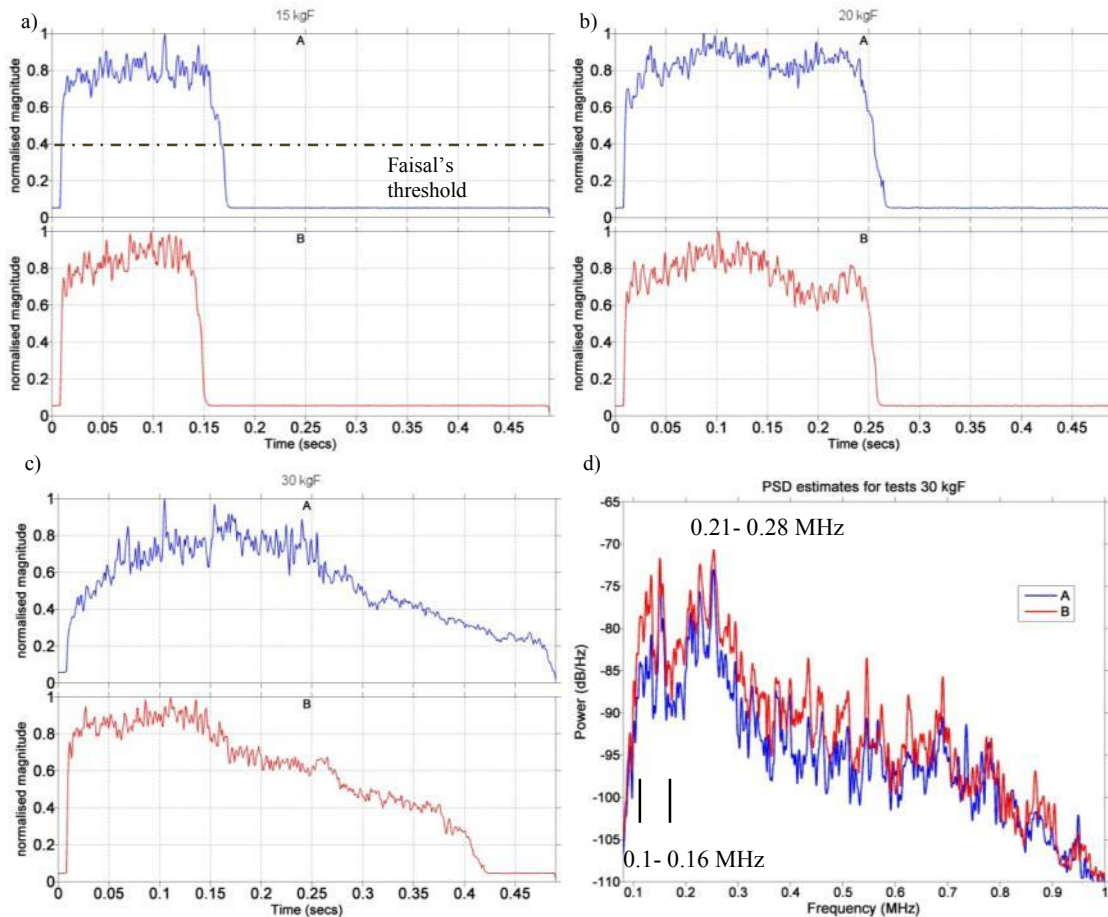 a)
15 kgF
A
normalised magnitude
1
0.8
0.6
0.4
0.2
0
Faisal's
threshold
B
normalised magnitude
1
0.8
0.6
0.4
0.2
0
0 0.05 0.1 0.15 0.2 0.25 0.3 0.35 0.4 0.45
Time (secs)
b)
20 kgF
A
normalised magnitude
1
0.8
0.6
0.4
0.2
0
B
normalised magnitude
1
0.8
0.6
0.4
0.2
0
0 0.05 0.1 0.15 0.2 0.25 0.3 0.35 0.4 0.45
Time (secs)
c)
30 kgF
A
normalised magnitude
1
0.8
0.6
0.4
0.2
0
B
normalised magnitude
1
0.8
0.6
0.4
0.2
0
0 0.05 0.1 0.15 0.2 0.25 0.3 0.35 0.4 0.45
Time (secs)
d)
PSD estimates for tests 30 kgF
-65
-70
-75
-80
-85
-90
-95
-100
-105
-110
Power (dB/Hz)
0.21- 0.28 MHz
A
B
0.1- 0.16 MHz
0.1 0.2 0.3 0.4 0.5 0.6 0.7 0.8 0.9 1
Frequency (MHz)